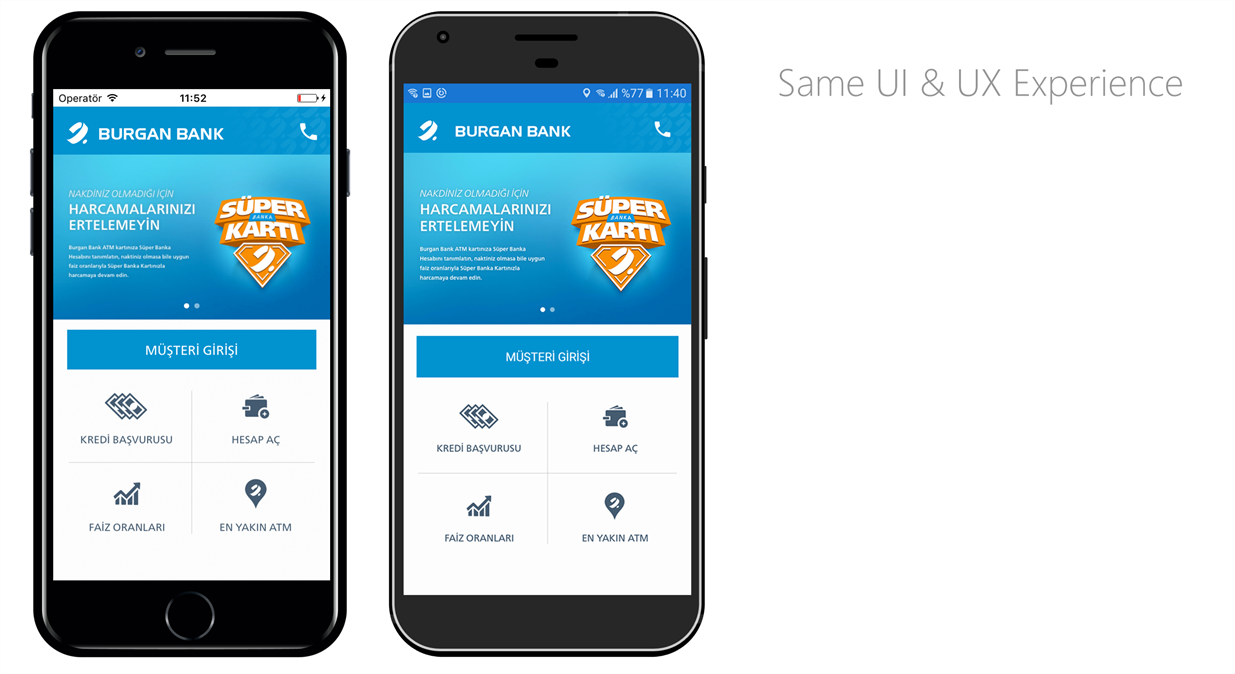 Same UI & UX Experience
Operatör 11:52
BURGAN BANK
NAKDİNİZ OLMADIĞI İÇİN
HARCAMALARINIZI
ERTELEMEYİN
Burgan Bank ATM kartınıza Süper Banka
Hesabını tanımlatın, naktiniz olmasa bile uygun
faiz oranlarıyla Süper Banka Kartınızla
harcamaya devam edin.
SÜPER
BANKA
KARTI
MÜŞTERİ GİRİŞİ
KREDİ BAŞVURUSU
HESAP AÇ
FAİZ ORANLARI
EN YAKIN ATM
%77 11:40
BURGAN BANK
NAKDİNİZ OLMADIĞI İÇİN
HARCAMALARINIZI
ERTELEMEYİN
Burgan Bank ATM kartınıza Süper Banka
Hesabını tanımlatın, naktiniz olmasa bile uygun
faiz oranlarıyla Süper Banka Kartınızla
harcamaya devam edin.
SÜPER
BANKA
KARTI
MÜŞTERİ GİRİŞİ
KREDİ BAŞVURUSU
HESAP AÇ
FAİZ ORANLARI
EN YAKIN ATM